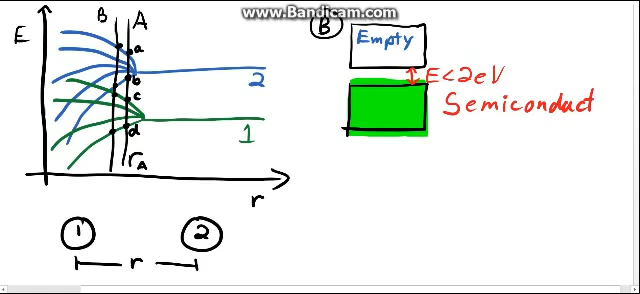 www.Bandicam.com
E
B A
a
b
c
d
2
1
r_A
r
1 2
r
B
Empty
E<2eV
Semiconduct